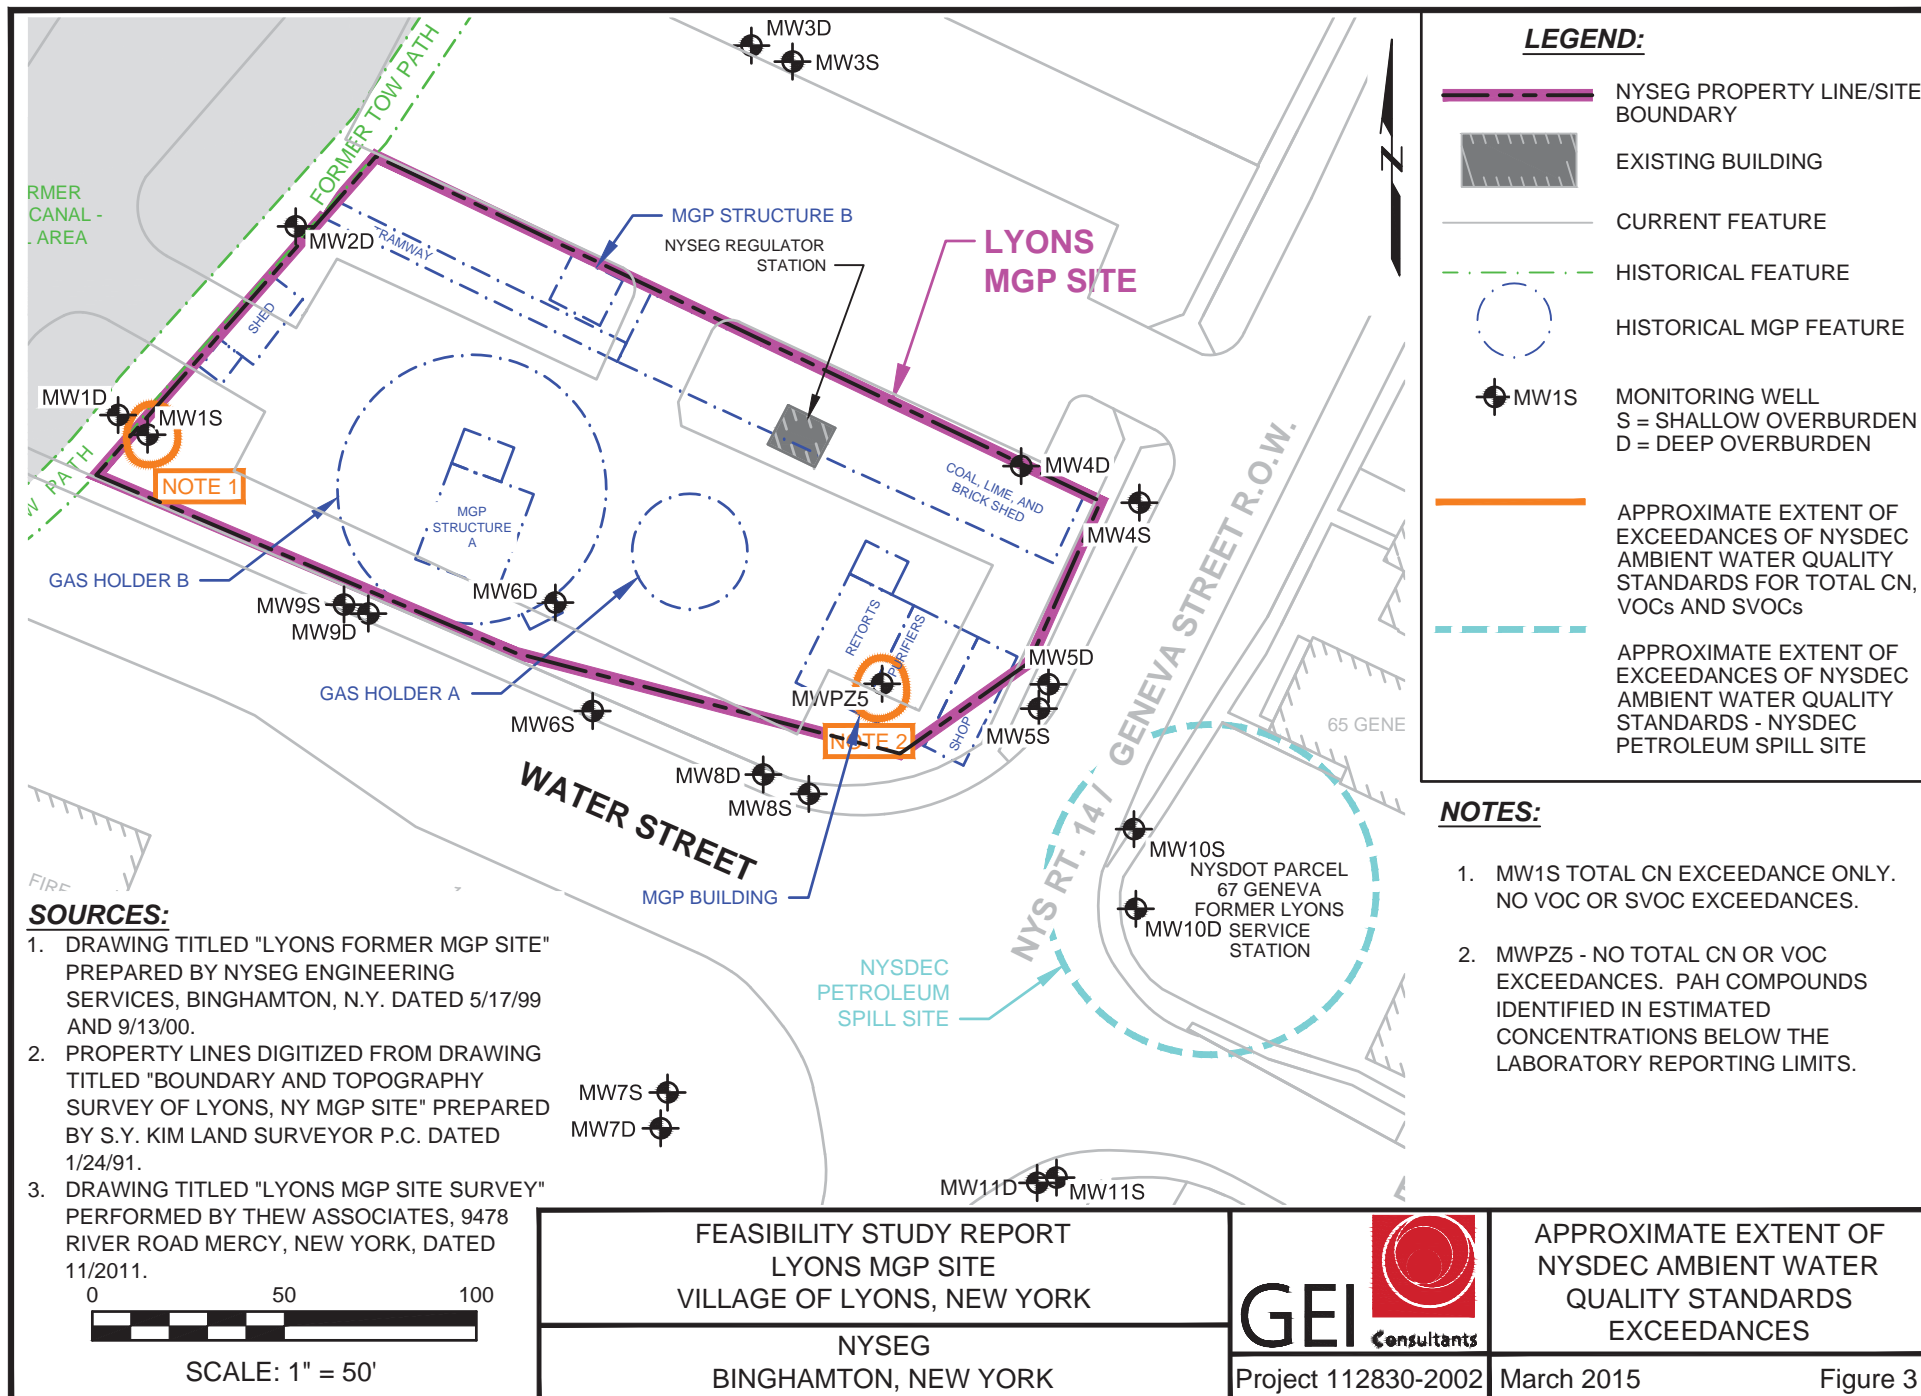 MW3D
MW3S
FORMER TOW PATH
RMER
CANAL -
AREA
MW2D
TRAMWAY
MGP STRUCTURE B
NYSEG REGULATOR
STATION
LYONS
MGP SITE
N
SHED
MW1D
MW1S
NOTE 1
W PATH
MGP
STRUCTURE
A
COAL, LIME, AND
BRICK SHED
MW4D
MW4S
GAS HOLDER B
MW9S
MW9D
MW6D
RETORTS
PURIFIERS
GAS HOLDER A
MWPZ5
MW5D
MW5S
MW6S
NOTE 2
SHOP
MW8D
MW8S
WATER STREET
MGP BUILDING
NYS RT. 14 / GENEVA STREET R.O.W.
65 GENE
MW10S
NYSDOT PARCEL
67 GENEVA
FORMER LYONS
SERVICE
STATION
MW10D
NYSDEC
PETROLEUM
SPILL SITE
FIRE
MW7S
MW7D
MW11D
MW11S
LEGEND:
NYSEG PROPERTY LINE/SITE
BOUNDARY
EXISTING BUILDING
CURRENT FEATURE
HISTORICAL FEATURE
HISTORICAL MGP FEATURE
MW1S
MONITORING WELL
S = SHALLOW OVERBURDEN
D = DEEP OVERBURDEN
APPROXIMATE EXTENT OF
EXCEEDANCES OF NYSDEC
AMBIENT WATER QUALITY
STANDARDS FOR TOTAL CN,
VOCs AND SVOCs
APPROXIMATE EXTENT OF
EXCEEDANCES OF NYSDEC
AMBIENT WATER QUALITY
STANDARDS - NYSDEC
PETROLEUM SPILL SITE
NOTES:
1. MW1S TOTAL CN EXCEEDANCE ONLY.
NO VOC OR SVOC EXCEEDANCES.
2. MWPZ5 - NO TOTAL CN OR VOC
EXCEEDANCES. PAH COMPOUNDS
IDENTIFIED IN ESTIMATED
CONCENTRATIONS BELOW THE
LABORATORY REPORTING LIMITS.
SOURCES:
1. DRAWING TITLED "LYONS FORMER MGP SITE"
PREPARED BY NYSEG ENGINEERING
SERVICES, BINGHAMTON, N.Y. DATED 5/17/99
AND 9/13/00.
2. PROPERTY LINES DIGITIZED FROM DRAWING
TITLED "BOUNDARY AND TOPOGRAPHY
SURVEY OF LYONS, NY MGP SITE" PREPARED
BY S.Y. KIM LAND SURVEYOR P.C. DATED
1/24/91.
3. DRAWING TITLED "LYONS MGP SITE SURVEY"
PERFORMED BY THEW ASSOCIATES, 9478
RIVER ROAD MERCY, NEW YORK, DATED
11/2011.
0 50 100
SCALE: 1" = 50'
FEASIBILITY STUDY REPORT
LYONS MGP SITE
VILLAGE OF LYONS, NEW YORK
NYSEG
BINGHAMTON, NEW YORK
GEI Consultants
Project 112830-2002
APPROXIMATE EXTENT OF
NYSDEC AMBIENT WATER
QUALITY STANDARDS
EXCEEDANCES
March 2015
Figure 3